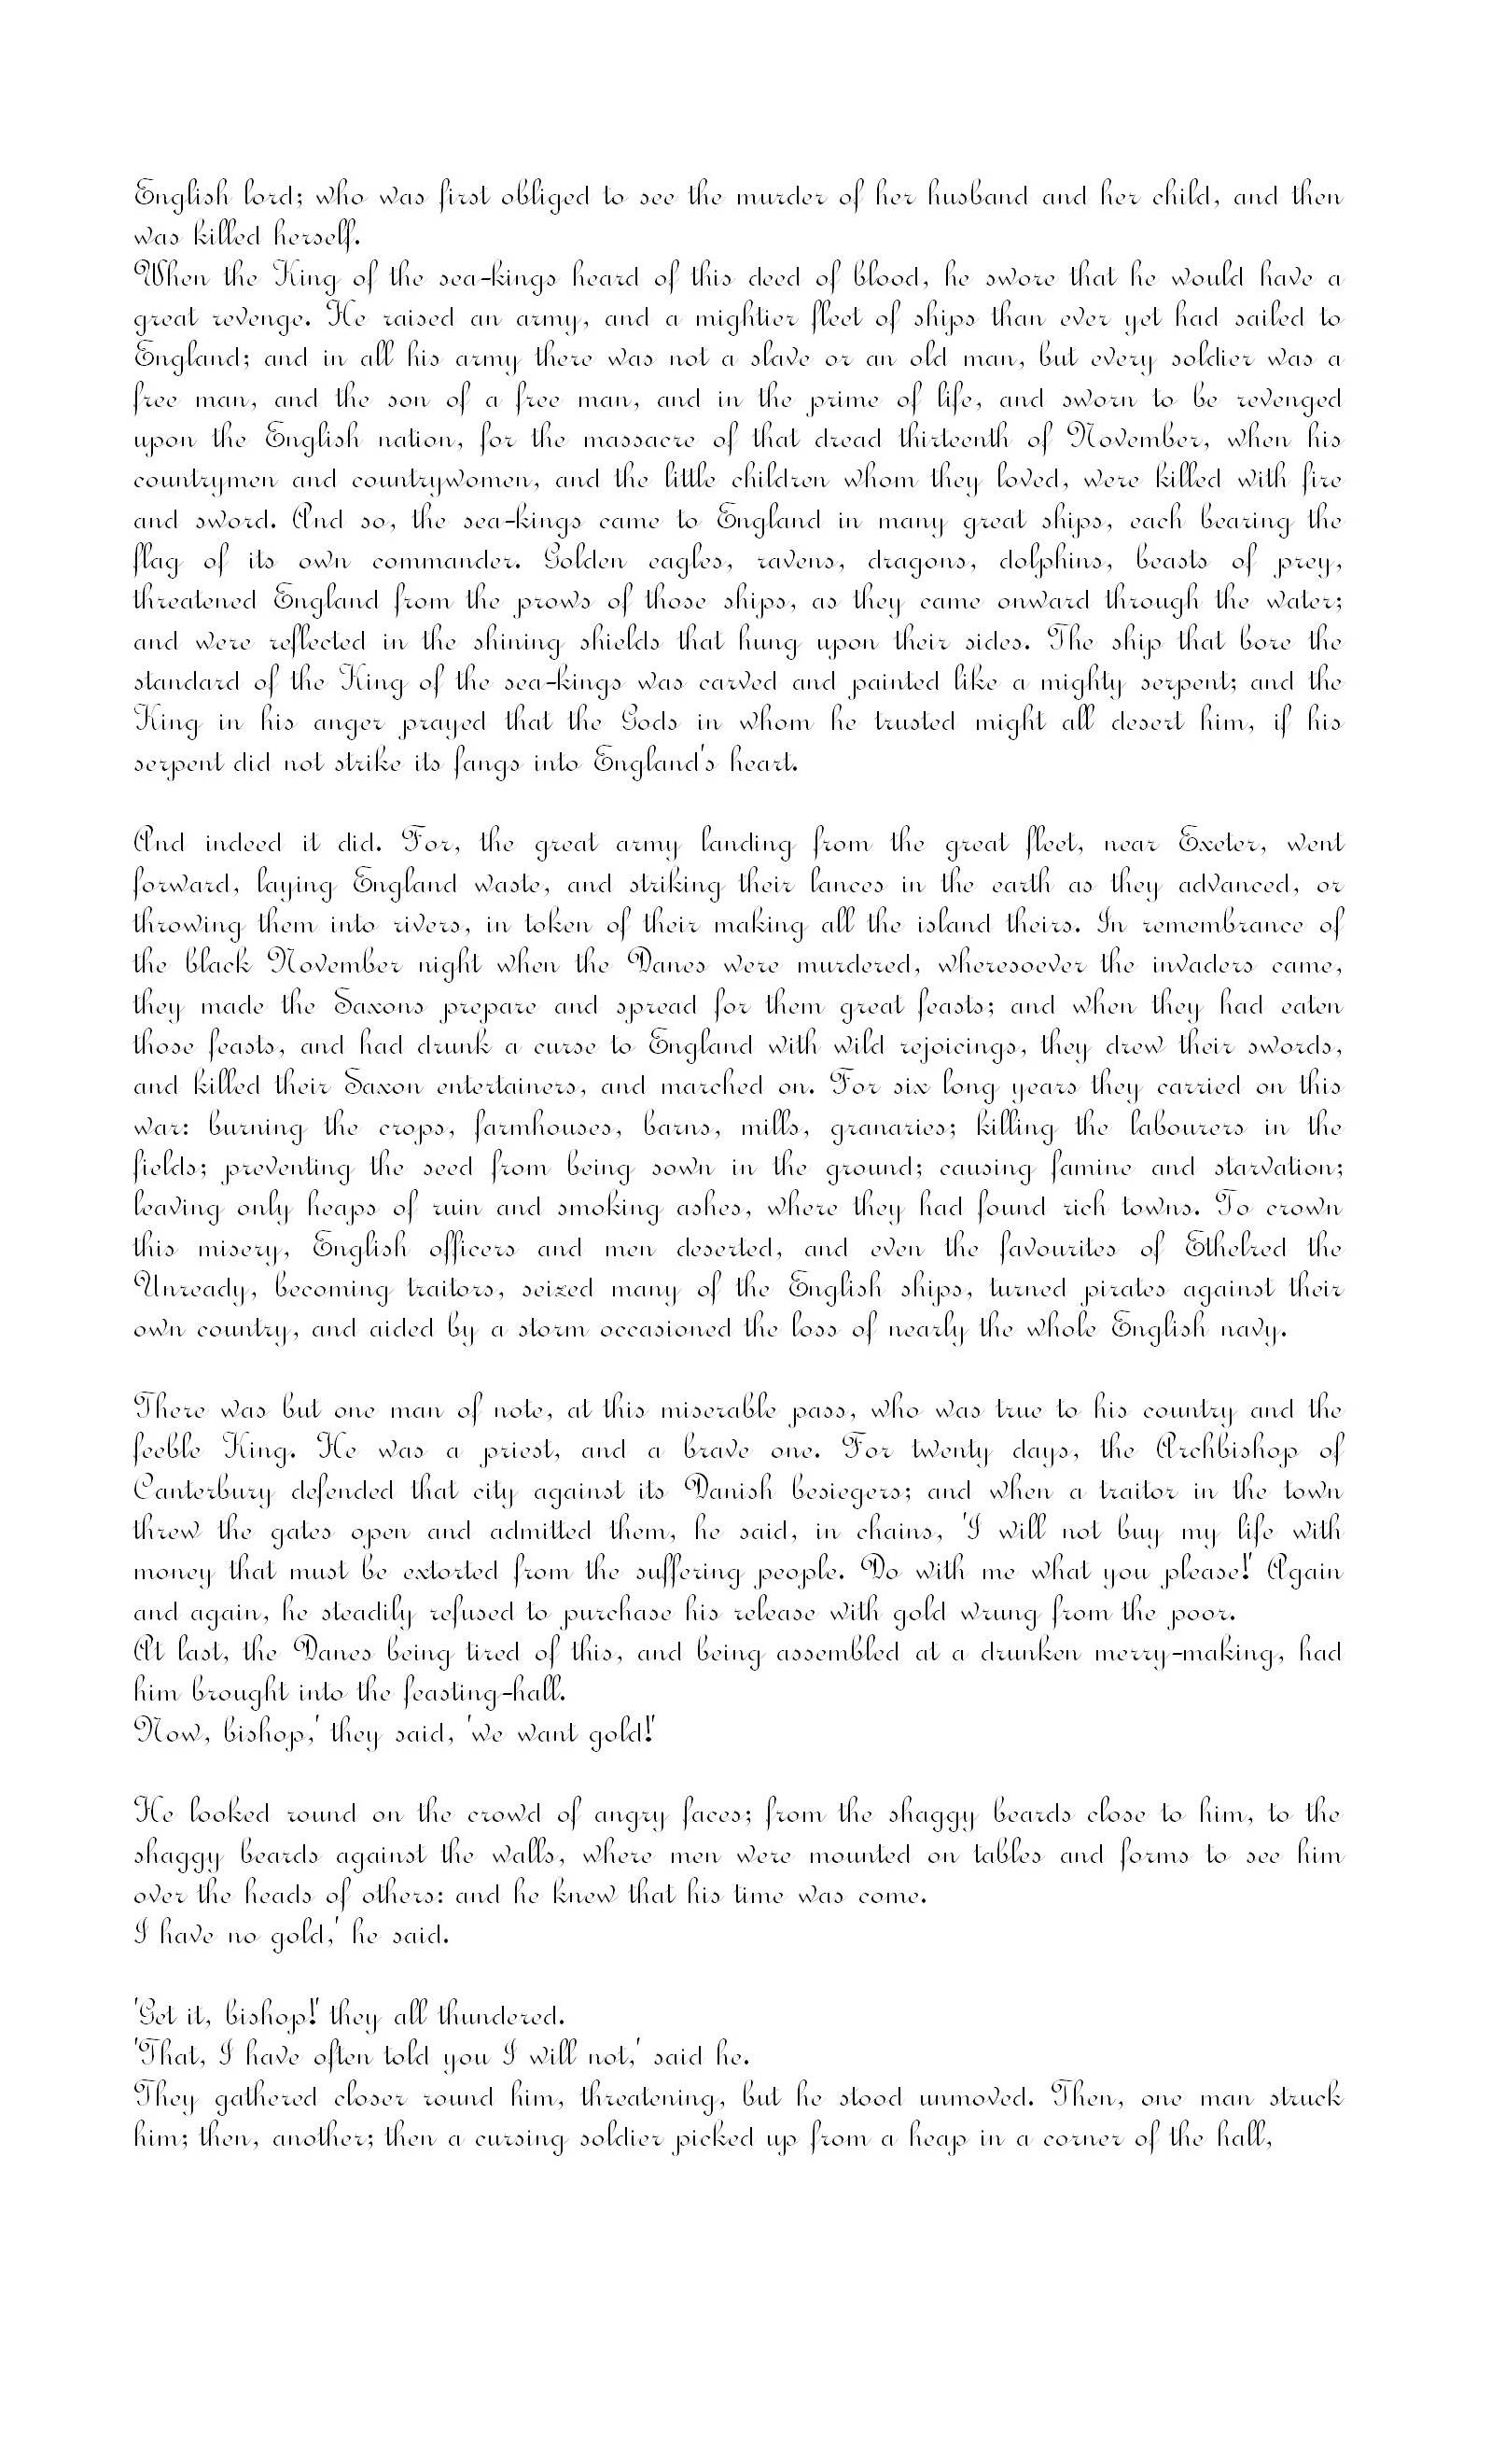 English lord; who was first obliged to see the murder of her husband and her child, and then
was killed herself.
When the King of the sea-kings heard of this deed of blood, he swore that he would have a
great revenge. He raised an army, and a mightier fleet of ships than ever yet had sailed to
England; and in all his army there was not a slave or an old man, but every soldier was a
free man, and the son of a free man, and in the prime of life, and sworn to be revenged
upon the English nation, for the massacre of that dread thirteenth of November, when his
countrymen and countrywomen, and the little children whom they loved, were killed with fire
and sword. And so, the sea-kings came to England in many great ships, each bearing the
flag of its own commander. Golden eagles, ravens, dragons, dolphins, beasts of prey,
threatened England from the prows of those ships, as they came onward through the water;
and were reflected in the shining shields that hung upon their sides. The ship that bore the
standard of the King of the sea-kings was carved and painted like a mighty serpent; and the
King in his anger prayed that the Gods in whom he trusted might all desert him, if his
serpent did not strike its fangs into England's heart.

And indeed it did. For, the great army landing from the great fleet, near Exeter, went
forward, laying England waste, and striking their lances in the earth as they advanced, or
throwing them into rivers, in token of their making all the island theirs. In remembrance of
the black November night when the Danes were murdered, wheresoever the invaders came,
they made the Saxons prepare and spread for them great feasts; and when they had eaten
those feasts, and had drunk a curse to England with wild rejoicings, they drew their swords,
and killed their Saxon entertainers, and marched on. For six long years they carried on this
war: burning the crops, farmhouses, barns, mills, granaries; killing the labourers in the
fields; preventing the seed from being sown in the ground; causing famine and starvation;
leaving only heaps of ruin and smoking ashes, where they had found rich towns. To crown
this misery, English officers and men deserted, and even the favourites of Ethelred the
Unready, becoming traitors, seized many of the English ships, turned pirates against their
own country, and aided by a storm occasioned the loss of nearly the whole English navy.

There was but one man of note, at this miserable pass, who was true to his country and the
feeble King. He was a priest, and a brave one. For twenty days, the Archbishop of
Canterbury defended that city against its Danish besiegers; and when a traitor in the town
threw the gates open and admitted them, he said, in chains, 'I will not buy my life with
money that must be extorted from the suffering people. Do with me what you please!' Again
and again, he steadily refused to purchase his release with gold wrung from the poor.
At last, the Danes being tired of this, and being assembled at a drunken merry-making, had
him brought into the feasting-hall.
Now, bishop,' they said, 'we want gold!'

He looked round on the crowd of angry faces; from the shaggy beards close to him, to the
shaggy beards against the walls, where men were mounted on tables and forms to see him
over the heads of others: and he knew that his time was come.
I have no gold,' he said.

'Get it, bishop!' they all thundered.
'That, I have often told you I will not,' said he.
They gathered closer round him, threatening, but he stood unmoved. Then, one man struck
him; then, another; then a cursing soldier picked up from a heap in a corner of the hall,